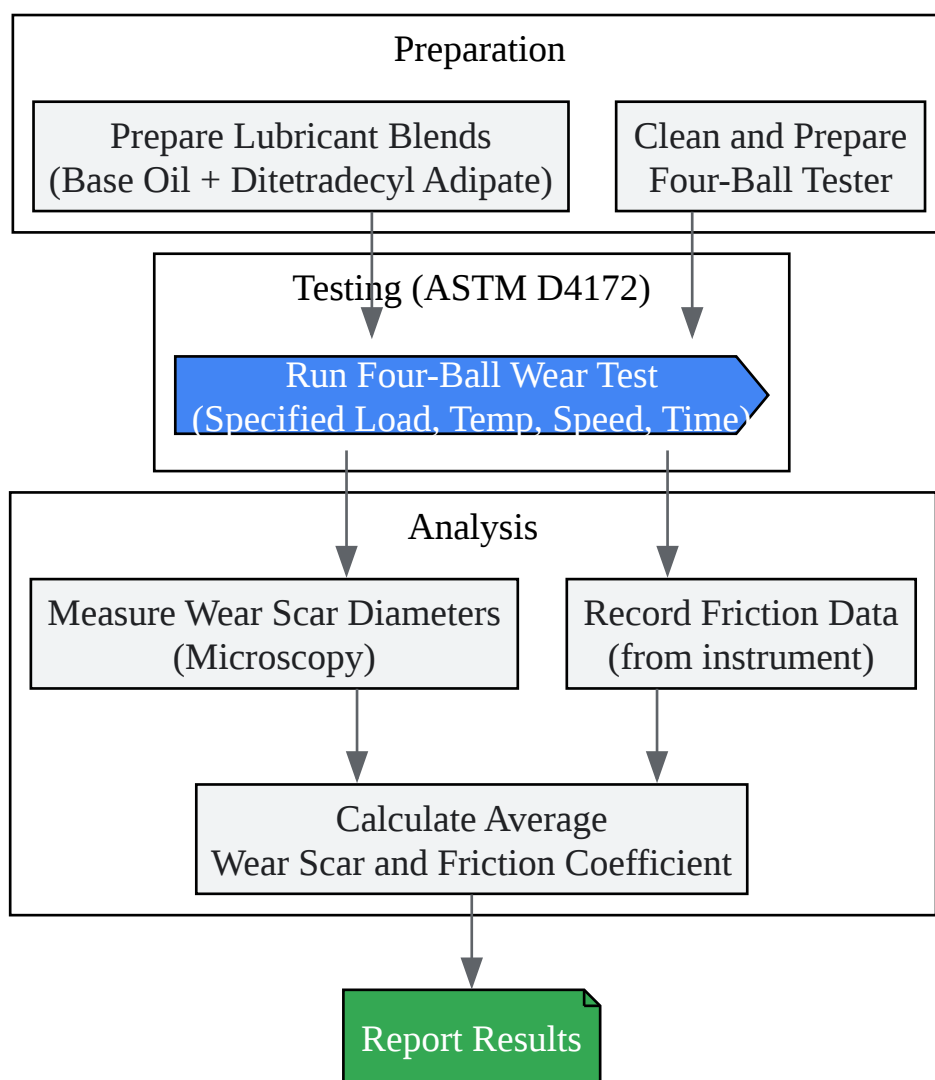 Preparation
Prepare Lubricant Blends
(Base Oil + Ditetradecyl Adipate)
Clean and Prepare
Four-Ball Tester
Testing (ASTM D4172)
Run Four-Ball Wear Test
(Specified Load, Temp, Speed, Time)
Analysis
Measure Wear Scar Diameters
(Microscopy)
Record Friction Data
(from instrument)
Calculate Average
Wear Scar and Friction Coefficient
Report Results